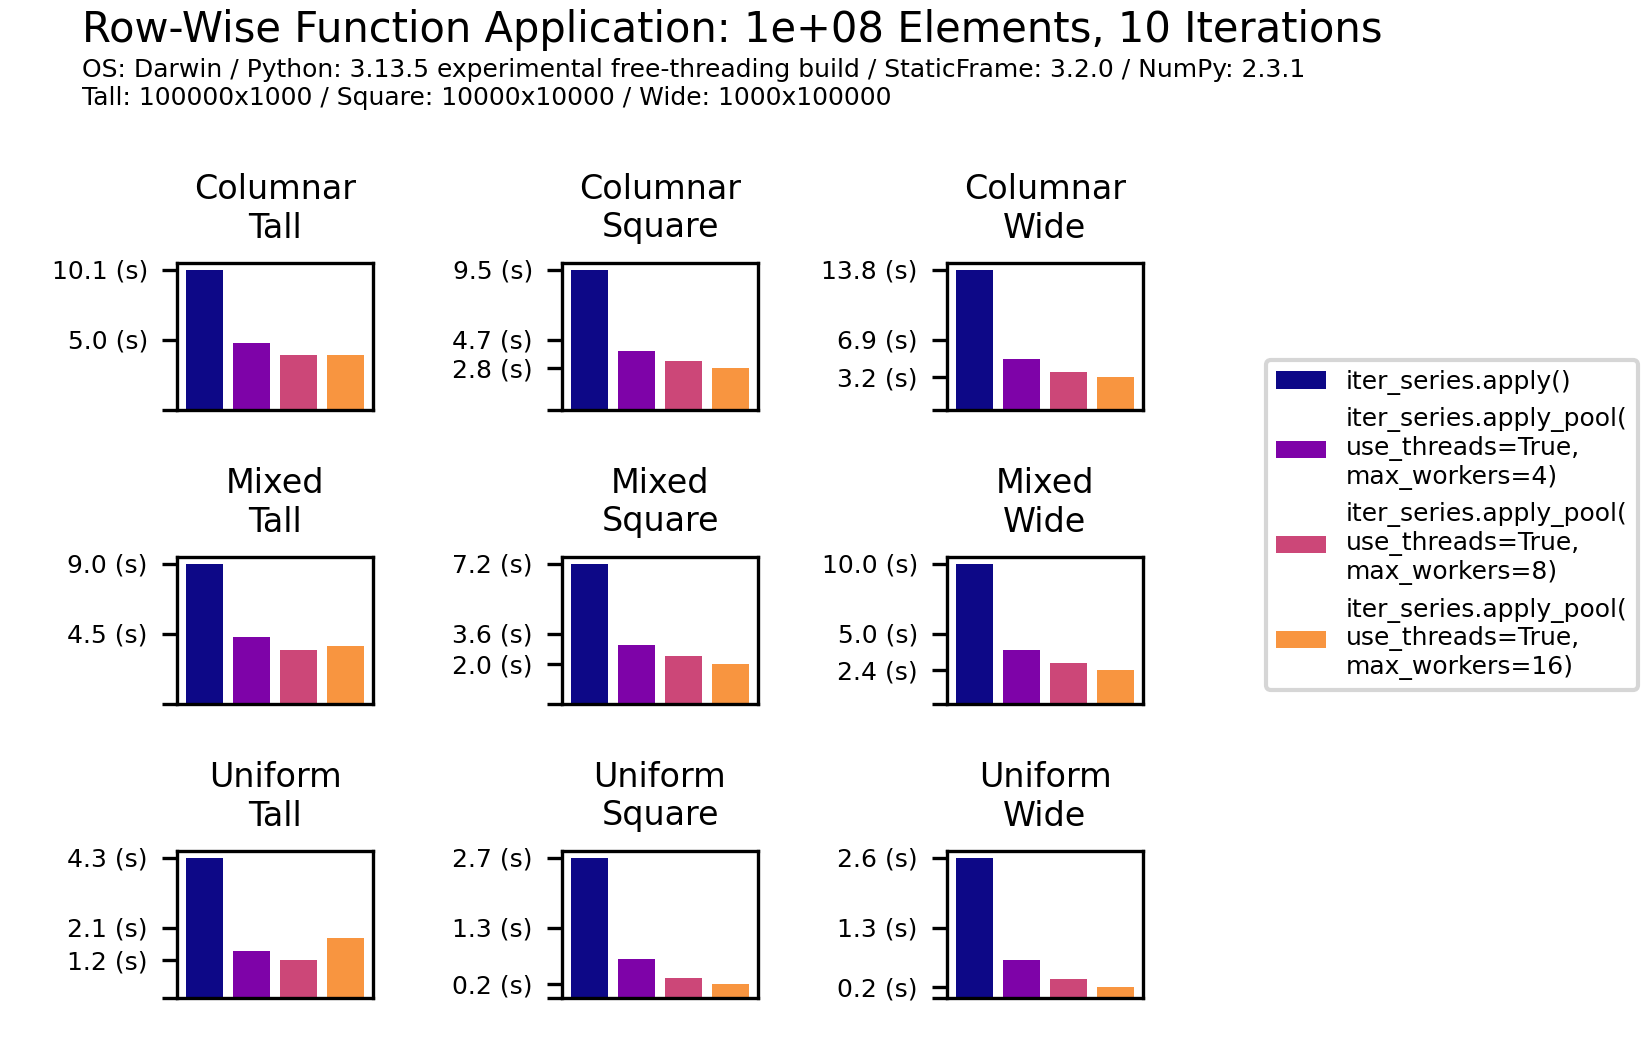 Row-Wise Function Application: 1e+08 Elements, 10 Iterations
OS: Darwin / Python: 3.13.5 experimental free-threading build / StaticFrame: 3.2.0 / NumPy: 2.3.1
Tall: 100000x1000 / Square: 10000x10000 / Wide: 1000x100000
Columnar
Tall
10.1 (s)
5.0 (s)
Columnar
Square
9.5 (s)
4.7 (s)
2.8 (s)
Columnar
Wide
13.8 (s)
6.9 (s)
3.2 (s)
Mixed
Tall
9.0 (s)
4.5 (s)
Mixed
Square
7.2 (s)
3.6 (s)
2.0 (s)
Mixed
Wide
10.0 (s)
5.0 (s)
2.4 (s)
Uniform
Tall
4.3 (s)
2.1 (s)
1.2 (s)
Uniform
Square
2.7 (s)
1.3 (s)
0.2 (s)
Uniform
Wide
2.6 (s)
1.3 (s)
0.2 (s)
iter_series.apply()
iter_series.apply_pool(
use_threads=True,
max_workers=4)
iter_series.apply_pool(
use_threads=True,
max_workers=8)
iter_series.apply_pool(
use_threads=True,
max_workers=16)